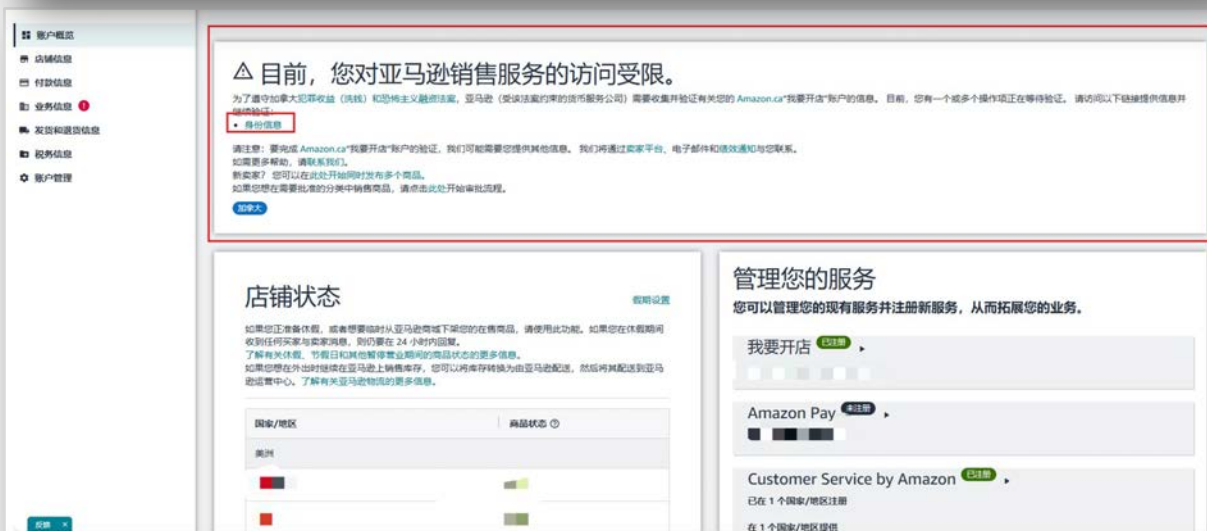 账户概览
店铺信息
付款信息
业务信息
发货和退货信息
税务信息
账户管理
目前，您对亚马逊销售服务的访问受限。
为了遵守加拿大犯罪收益（洗钱）和恐怖主义融资法案，亚马逊（受该法案约束的货币服务公司）需要收集并验证有关您的 Amazon.ca“我要开店”账户的信息。 目前，您有一个或多个操作项正在等待验证。 请访问以下链接提供信息并
继续验证：
• 身份信息
请注意：要完成 Amazon.ca“我要开店”账户的验证，我们可能需要您提供其他信息。 我们将通过卖家平台、电子邮件和绩效通知与您联系。
如需更多帮助，请联系我们。
新卖家？ 您可以在此处开始同时发布多个商品。
如果您想在需要批准的分类中销售商品，请点击此处开始审批流程。
加拿大
店铺状态
假期设置
如果您正准备休假，或者想要临时从亚马逊商城下架您的在售商品，请使用此功能。如果您在休假期间
收到任何买家与卖家消息，则仍要在 24 小时内回复。
了解有关休假、节假日和其他暂停营业期间的商品状态的更多信息。
如果您想在外出时继续在亚马逊上销售库存，您可以将库存转换为由亚马逊配送，然后将其配送到亚马
逊运营中心。了解有关亚马逊物流的更多信息。
国家/地区 商品状态
美洲
管理您的服务
您可以管理您的现有服务并注册新服务，从而拓展您的业务。
我要开店 已注册
Amazon Pay 未注册
Customer Service by Amazon 已注册
已在 1 个国家/地区注册
在 1 个国家/地区提供
反馈 ×